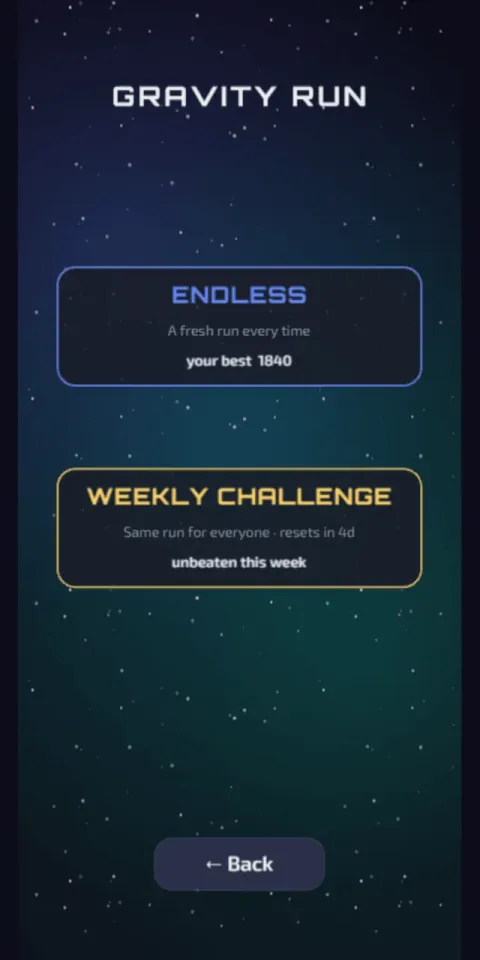 GRAVITY RUN
ENDLESS
A fresh run every time
your best 1840
WEEKLY CHALLENGE
Same run for everyone · resets in 4d
unbeaten this week
← Back